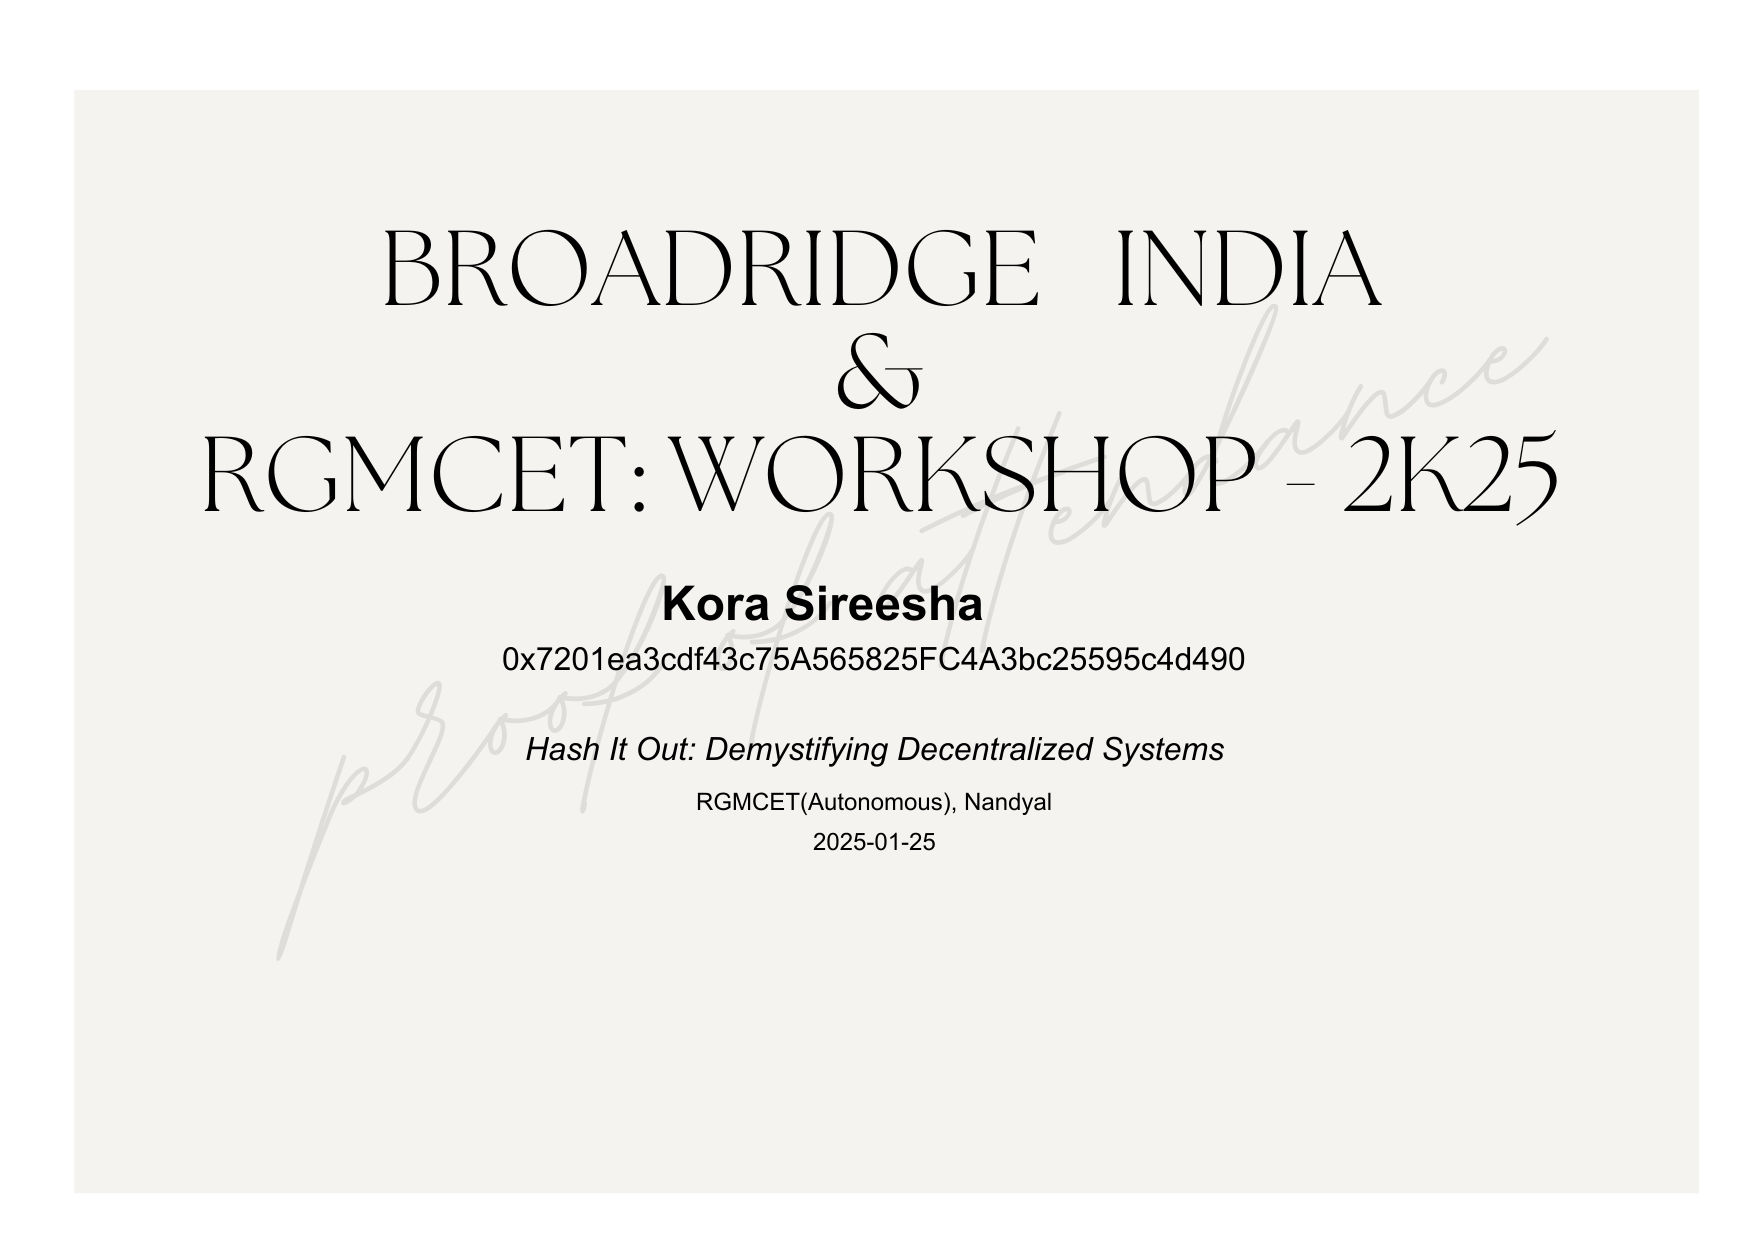 BROADRIDGE INDIA
&
RGMCET: WORKSHOP - 2K25
proof of attendance
Kora Sireesha
0x7201ea3cdf43c75A565825FC4A3bc25595c4d490
Hash It Out: Demystifying Decentralized Systems
RGMCET(Autonomous), Nandyal
2025-01-25